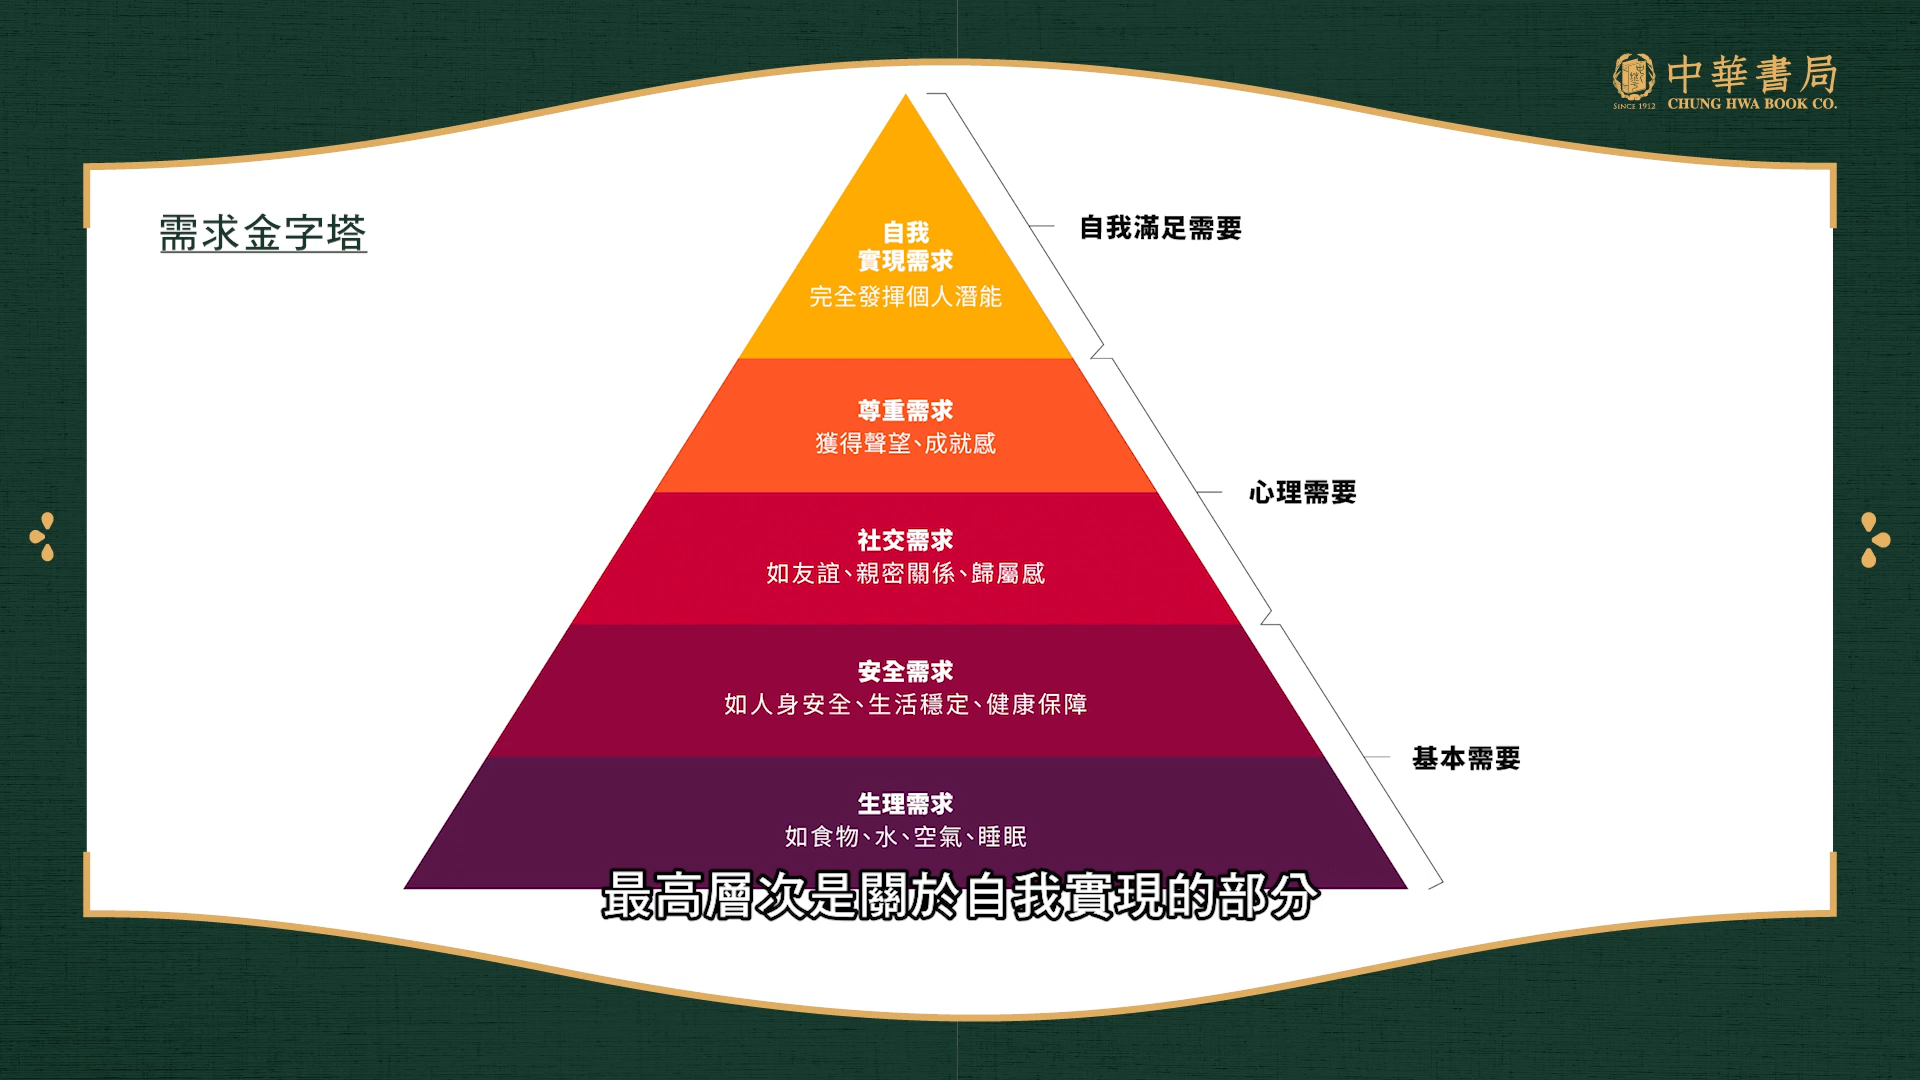 中華書局
SINCE 1912
CHUNG HWA BOOK CO.
需求金字塔
自我
實現需求
完全發揮個人潛能
自我滿足需要
尊重需求
獲得聲望、成就感
心理需要
社交需求
如友誼、親密關係、歸屬感
安全需求
如人身安全、生活穩定、健康保障
基本需要
生理需求
如食物、水、空氣、睡眠
最高層次是關於自我實現的部分